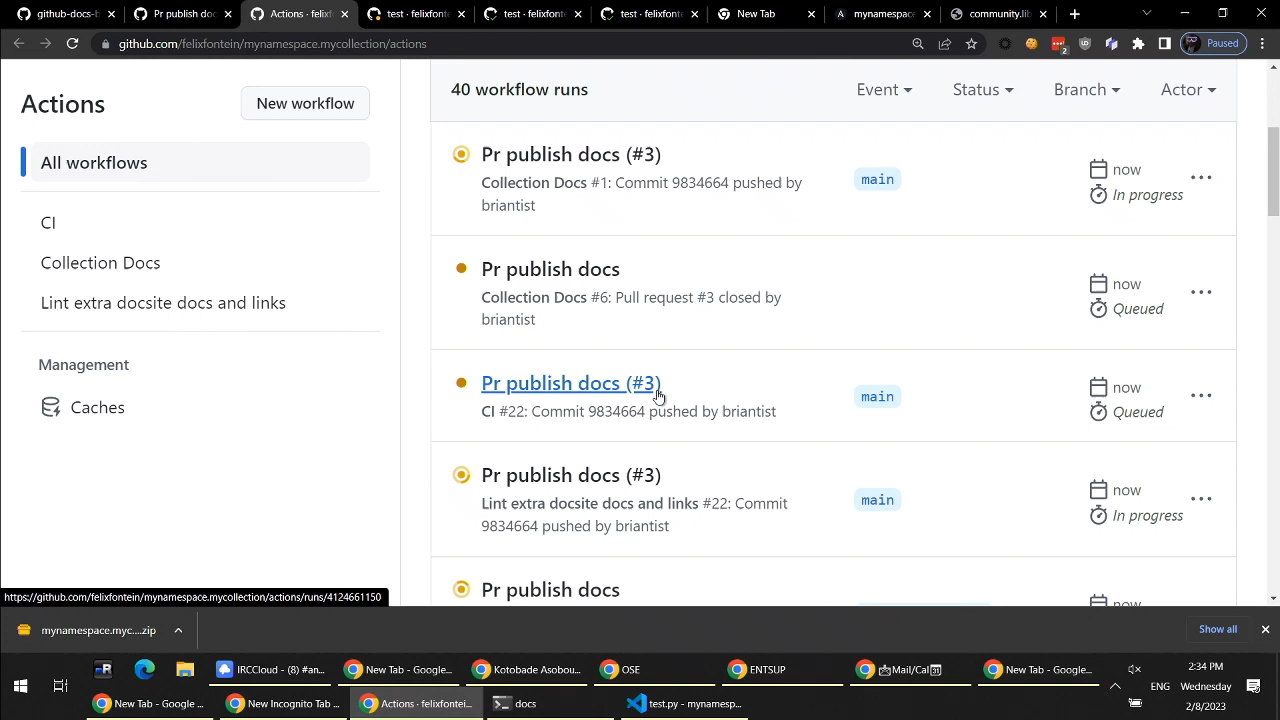 github-docs-b
Pr publish doc
Actions · felixf
test · felixfonte
test · felixfont
test · felixfont
New Tab
mynamespace
community.lib
github.com/felixfontein/mynamespace.mycollection/actions
2
Paused
Actions
New workflow
All workflows
CI
Collection Docs
Lint extra docsite docs and links
Management
Caches
40 workflow runs
Event
Status
Branch
Actor
Pr publish docs (#3)
Collection Docs #1: Commit 9834664 pushed by
briantist
main
now
In progress
Pr publish docs
Collection Docs #6: Pull request #3 closed by
briantist
now
Queued
Pr publish docs (#3)
CI #22: Commit 9834664 pushed by briantist
main
now
Queued
Pr publish docs (#3)
Lint extra docsite docs and links #22: Commit
9834664 pushed by briantist
main
now
In progress
Pr publish docs
now
https://github.com/felixfontein/mynamespace.mycollection/actions/runs/4124661150
mynamespace.myc....zip
Show all
IRCCloud - (8) #an...
New Tab - Google...
Kotobade Asobou...
OSE
ENTSUP
Mail/Cal
New Tab - Google...
New Tab - Google ...
New Incognito Tab ...
Actions · felixfontei...
docs
test.py - mynamesp...
ENG
2:34 PM
Wednesday
2/8/2023